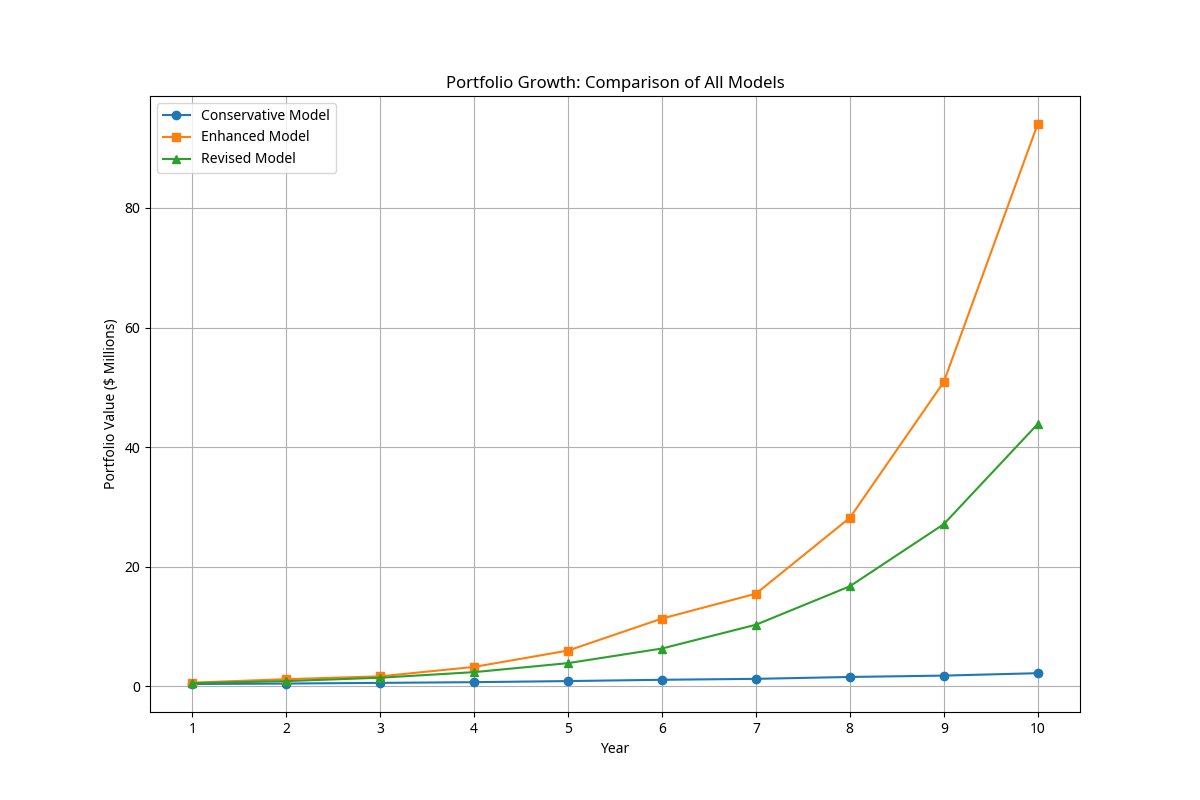 Portfolio Growth: Comparison of All Models
Conservative Model
Enhanced Model
Revised Model
80
60
40
20
0
Portfolio Value ($ Millions)
1 2 3 4 5 6 7 8 9 10
Year